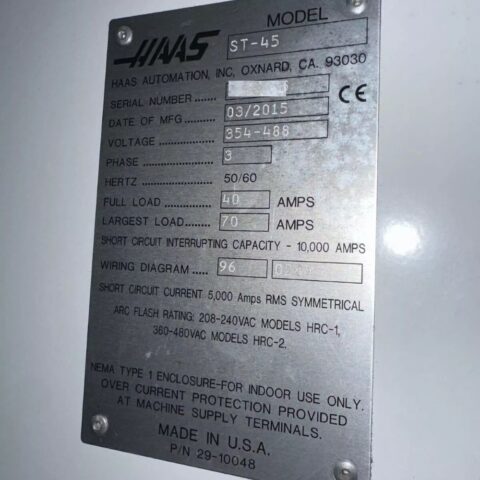 HAAS
MODEL
ST-45
HAAS AUTOMATION, INC, OXNARD, CA. 93030
SERIAL NUMBER ......
DATE OF MFG ........ 03/2015
CE
VOLTAGE .............. 354-488
PHASE .................. 3
HERTZ .................. 50/60
FULL LOAD ............ 40 AMPS
LARGEST LOAD...... 70 AMPS
SHORT CIRCUIT INTERRUPTING CAPACITY - 10,000 AMPS
WIRING DIAGRAM ..... 96
SHORT CIRCUIT CURRENT 5,000 Amps RMS SYMMETRICAL
ARC FLASH RATING: 208-240VAC MODELS HRC-1,
360-480VAC MODELS HRC-2.
NEMA TYPE 1 ENCLOSURE-FOR INDOOR USE ONLY.
OVER CURRENT PROTECTION PROVIDED
AT MACHINE SUPPLY TERMINALS.
MADE IN U.S.A.
P/N 29-10048